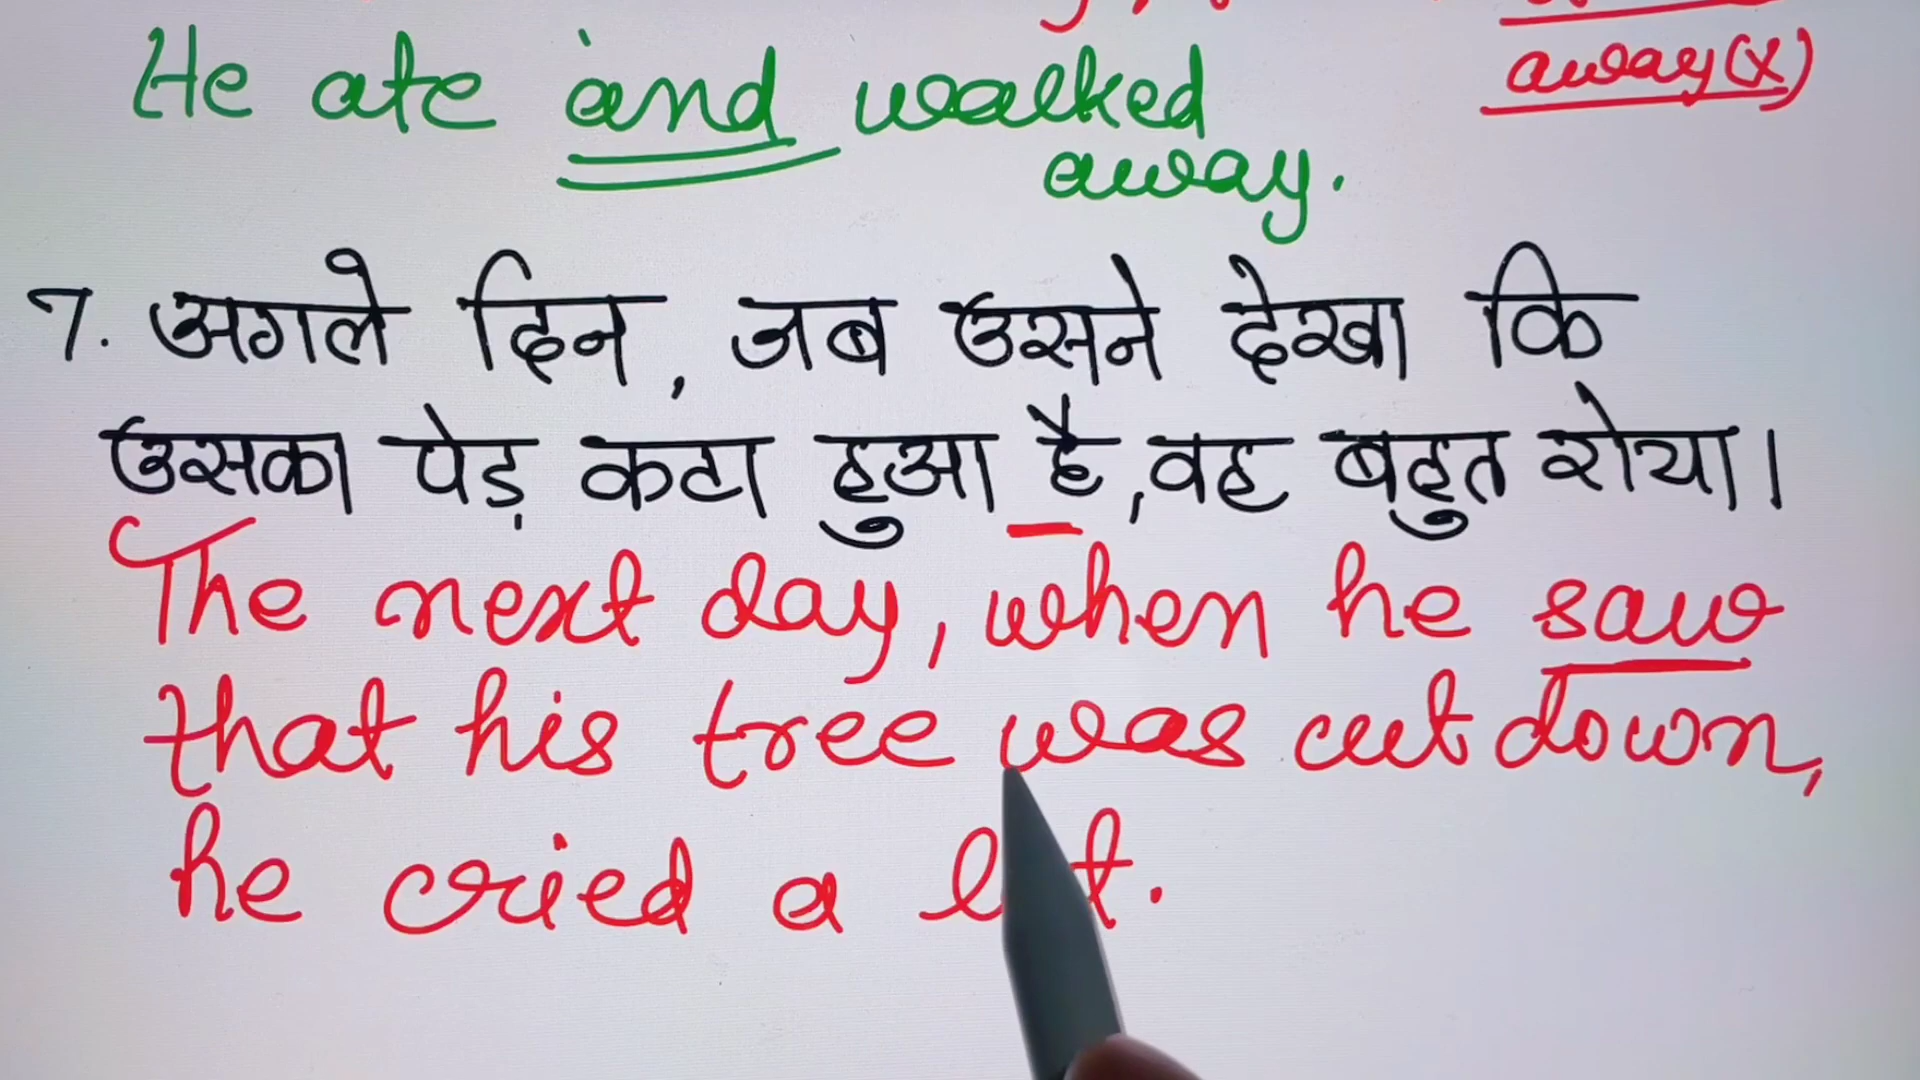 away(x)
He ate and walked
away.
7. अगले दिन, जब उसने देखा कि
उसका पेड़ कटा हुआ है, वह बहुत रोया।
The next day, when he saw
that his tree was cut down,
he cried a lot.